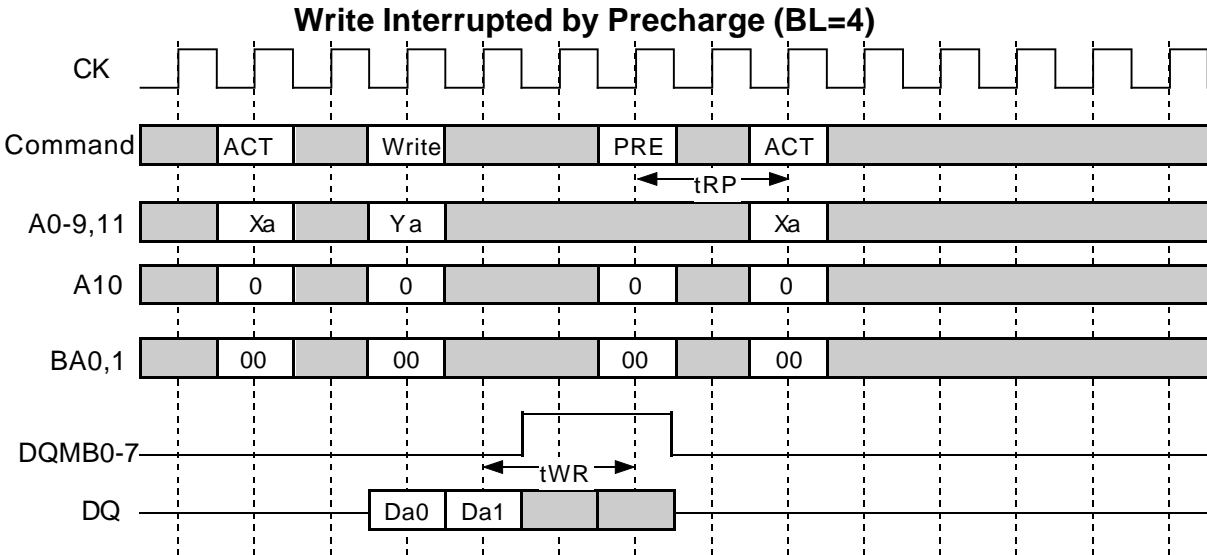 Write Interrupted by Precharge (BL=4)
CK
Command ACT Write PRE ACT
tRP
A0-9,11 Xa Ya Xa
A10 0 0 0 0
BA0,1 00 00 00 00
DQMB0-7
tWR
DQ Da0 Da1